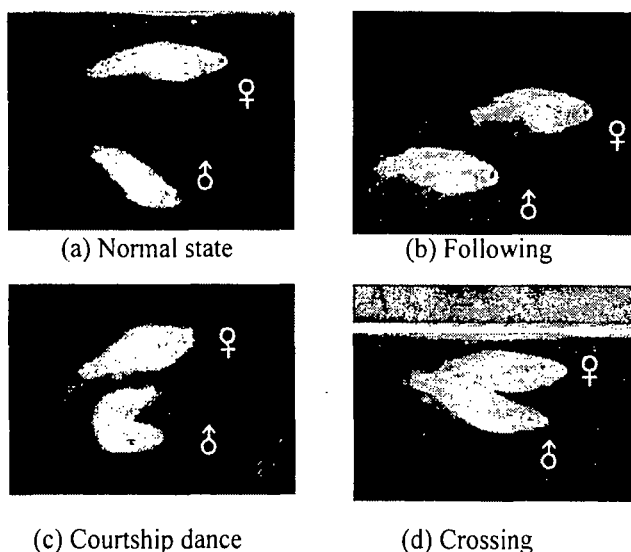 ♀
♂
(a) Normal state
♀
♂
(b) Following
♀
♂
(c) Courtship dance
♀
♂
(d) Crossing